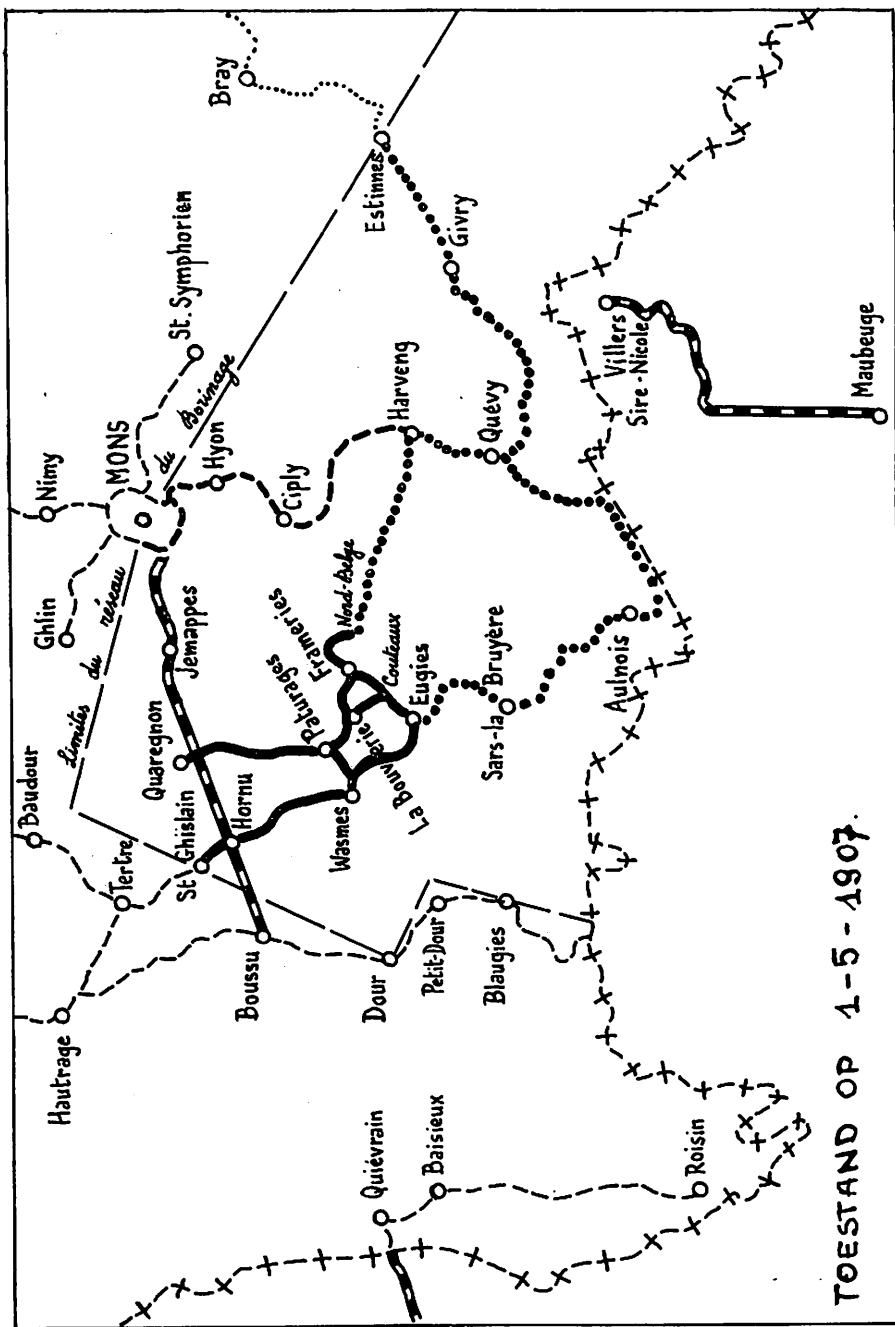 Bray
Nimy
MONS
St. Symphorien
Ghlin
Limites du réseau du Borinage
Hyon
Estinnes
Baudour
Jemappes
Ciply
Givry
Quaregnon
Harveng
Tertre
St Ghislain
Hornu
Frameries
Nord-Belge
Quévy
Pâturages
Couteaux
La Bouverie
Wasmes
Eugies
Hautrage
Boussu
Sars-la
Bruyère
Villers
Sire-Nicole
Dour
Petit-Dour
Aulnois
Blaugies
Maubeuge
Quiévrain
Baisieux
Roisin
TOESTAND OP 1-5-1907.